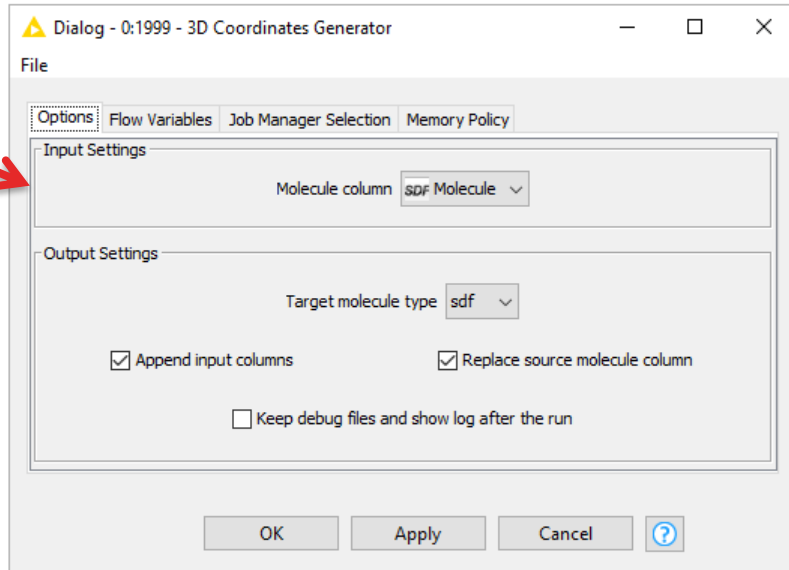 Dialog - 0:1999 - 3D Coordinates Generator
File
Options Flow Variables Job Manager Selection Memory Policy
Input Settings
Molecule column SDF Molecule
Output Settings
Target molecule type sdf
Append input columns Replace source molecule column
Keep debug files and show log after the run
OK Apply Cancel ?